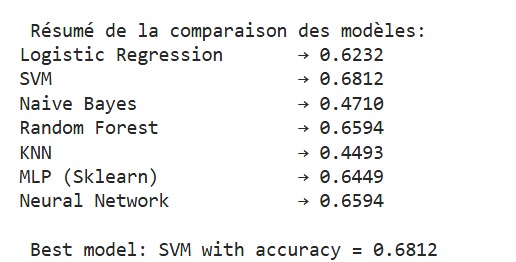 Résumé de la comparaison des modèles:
Logistic Regression → 0.6232
SVM → 0.6812
Naive Bayes → 0.4710
Random Forest → 0.6594
KNN → 0.4493
MLP (Sklearn) → 0.6449
Neural Network → 0.6594
Best model: SVM with accuracy = 0.6812